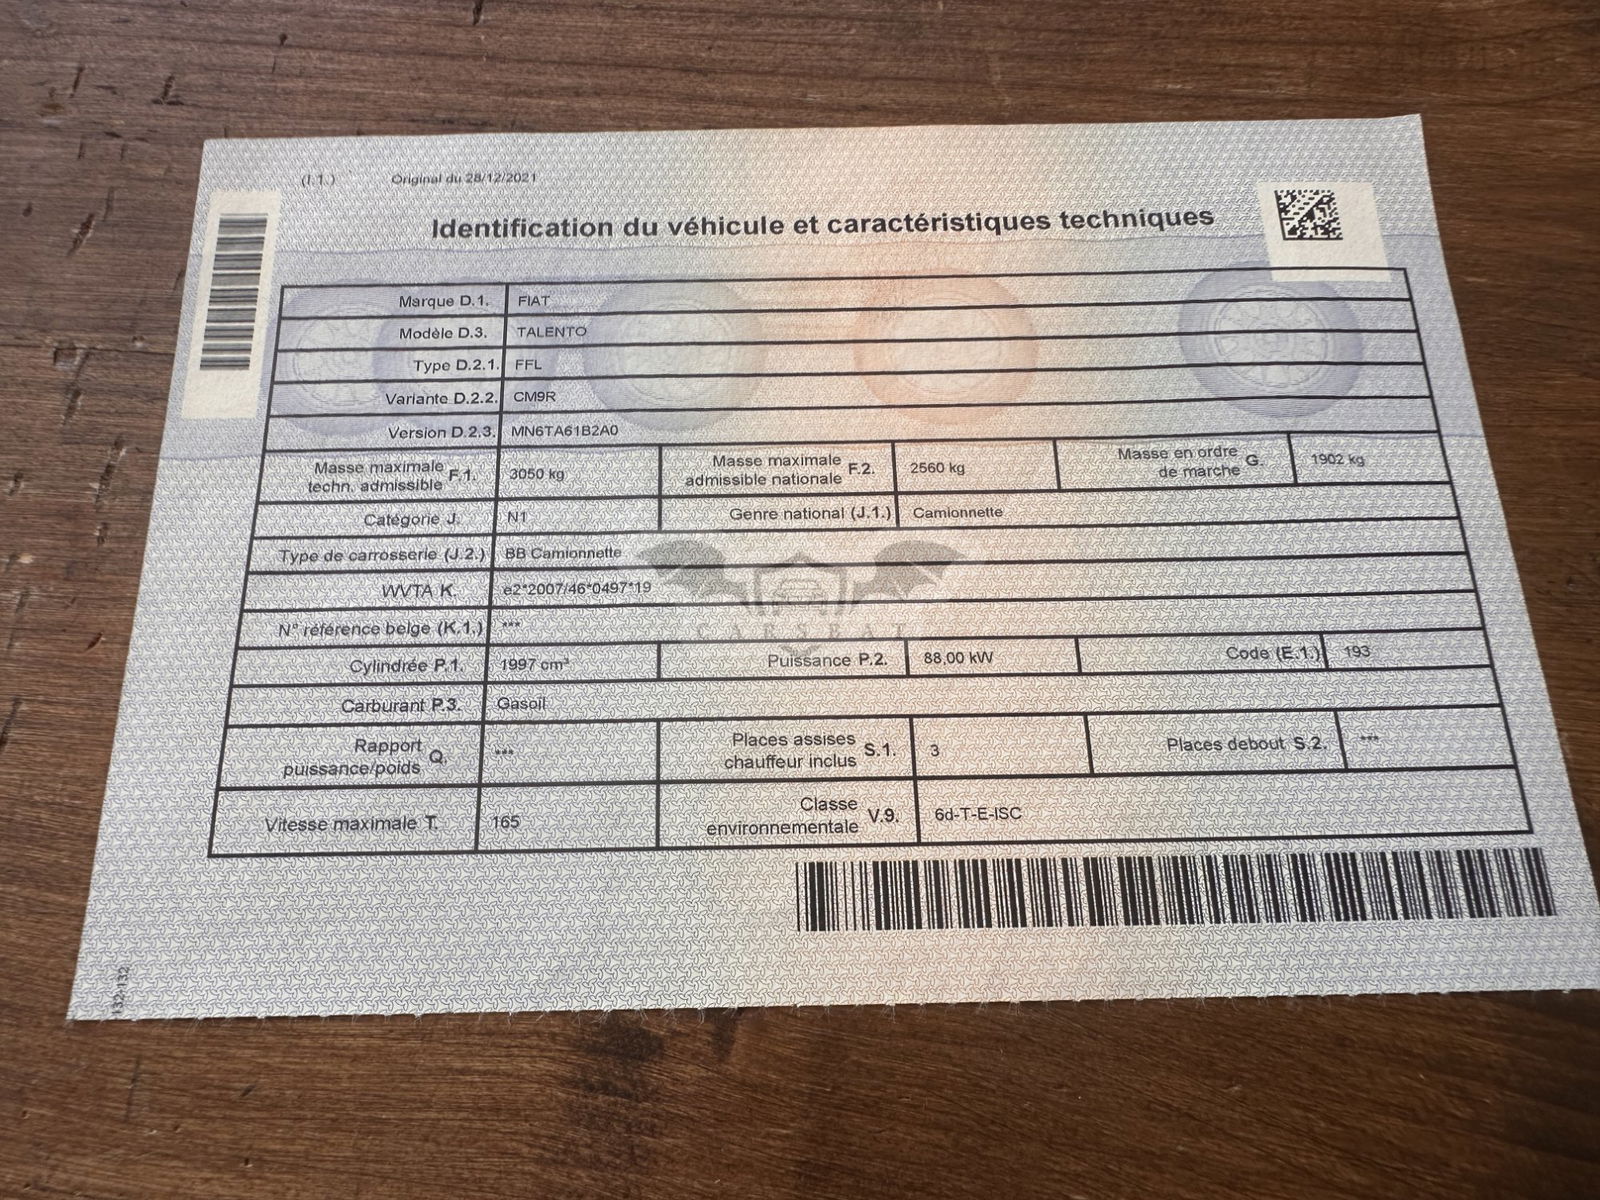 (I.1.) Original du 28/12/2021
Identification du véhicule et caractéristiques techniques
Marque D.1. FIAT
Modèle D.3. TALENTO
Type D.2.1. FFL
Variante D.2.2. CM9R
Version D.2.3. MN6TA61B2A0
Masse maximale techn. admissible F.1. 3050 kg Masse maximale admissible nationale F.2. 2560 kg Masse en ordre de marche G. 1902 kg
Catégorie J. N1 Genre national (J.1.) Camionnette
Type de carrosserie (J.2.) BB Camionnette
WVTA K. e2*2007/46*0497*19
N° référence belge (K.1.) ***
CARSEAT
Cylindrée P.1. 1997 cm³ Puissance P.2. 88,00 kW Code (E.1.) 193
Carburant P.3. Gasoil
Rapport puissance/poids Q. *** Places assises chauffeur inclus S.1. 3 Places debout S.2. ***
Vitesse maximale T. 165 Classe environnementale V.9. 6d-T-E-ISC
132-132